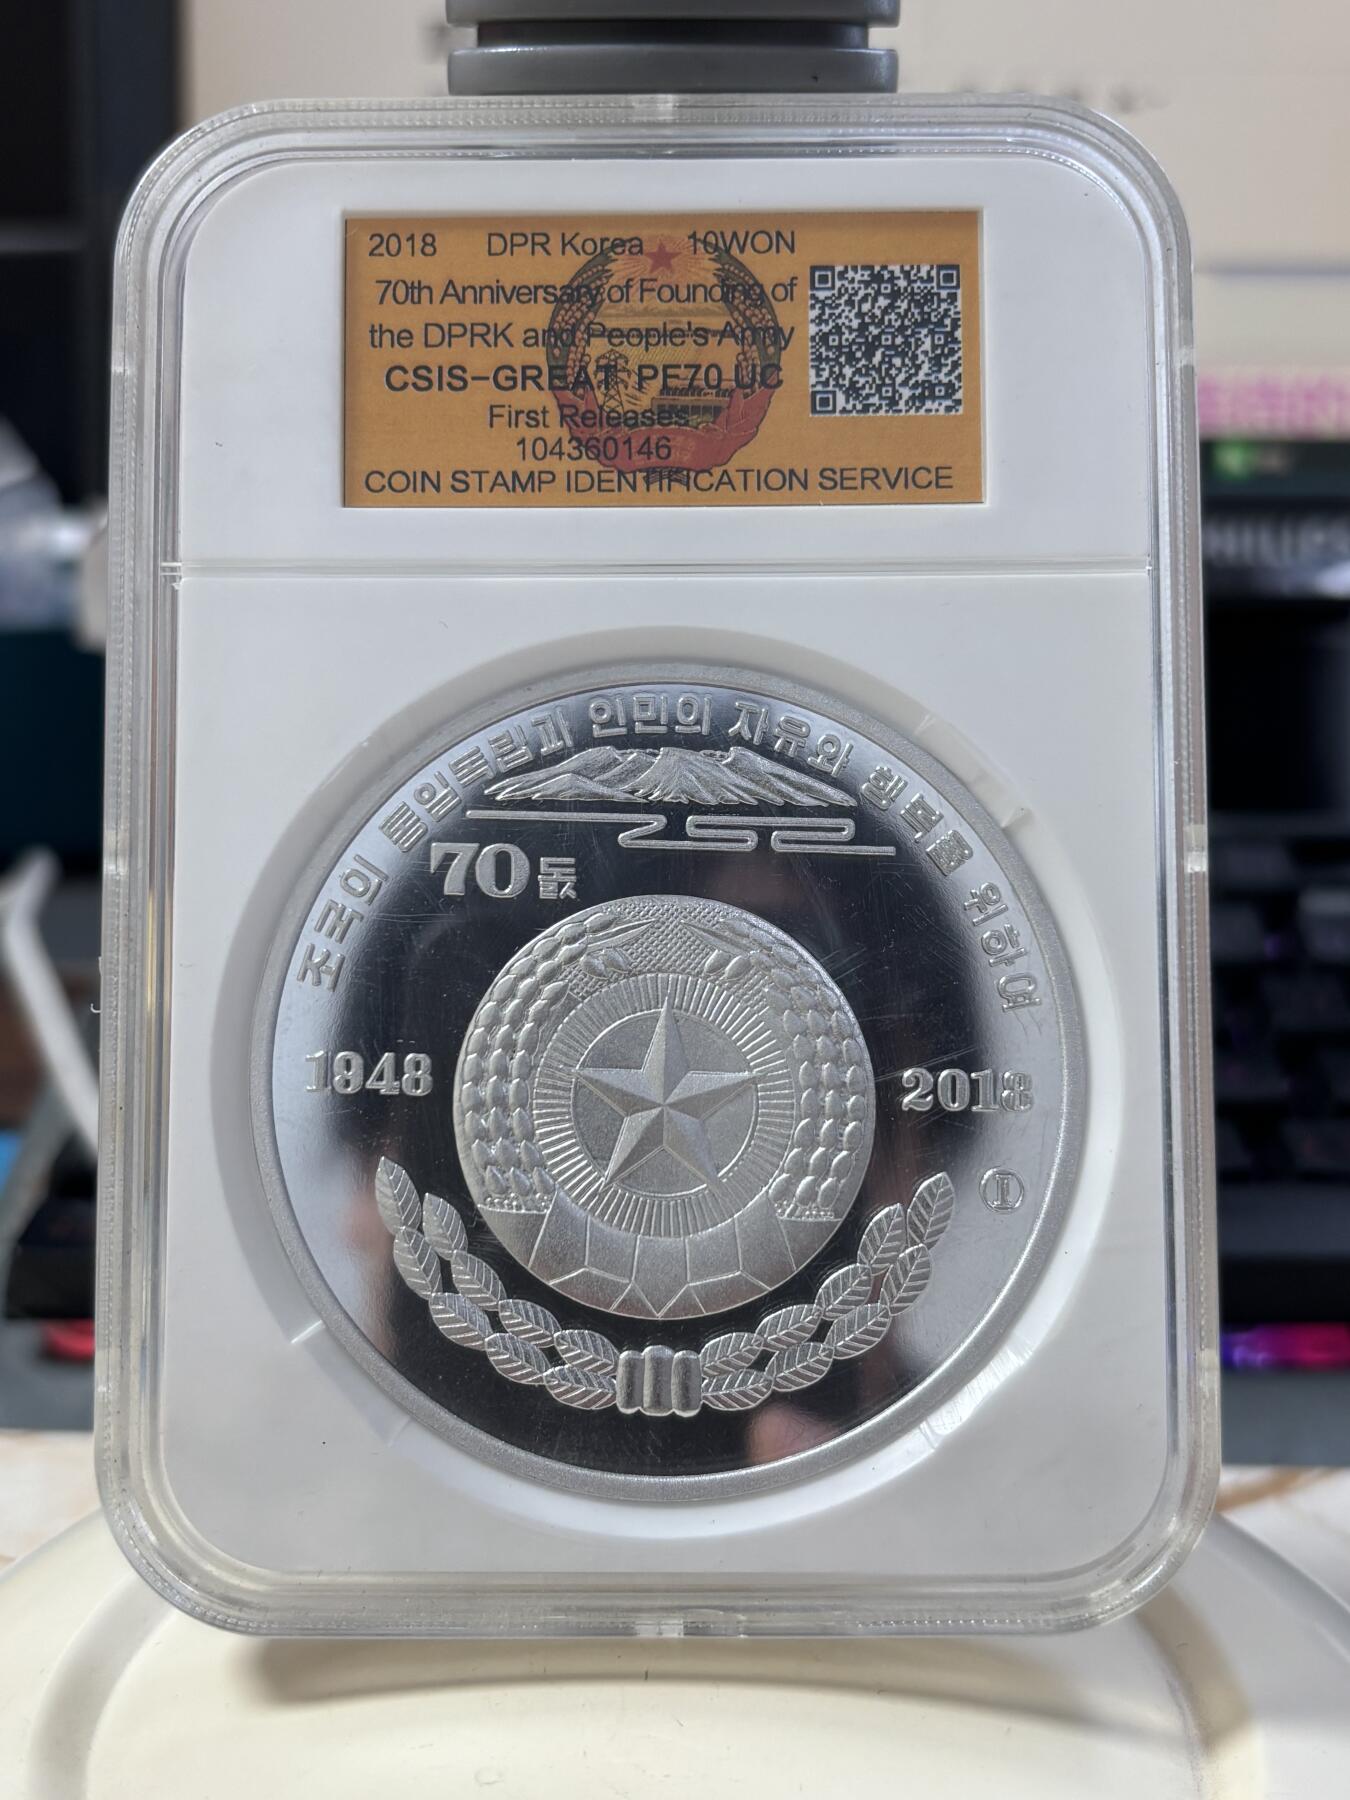 2018 DPR Korea 10WON
70th Anniversary of Founding of
the DPRK and People's Army
CSIS-GREAT PF70 UC
First Releases
104360146
COIN STAMP IDENTIFICATION SERVICE
조국의 통일독립과 인민의 자유와 행복을 위하여
70돐
1948
2018
I